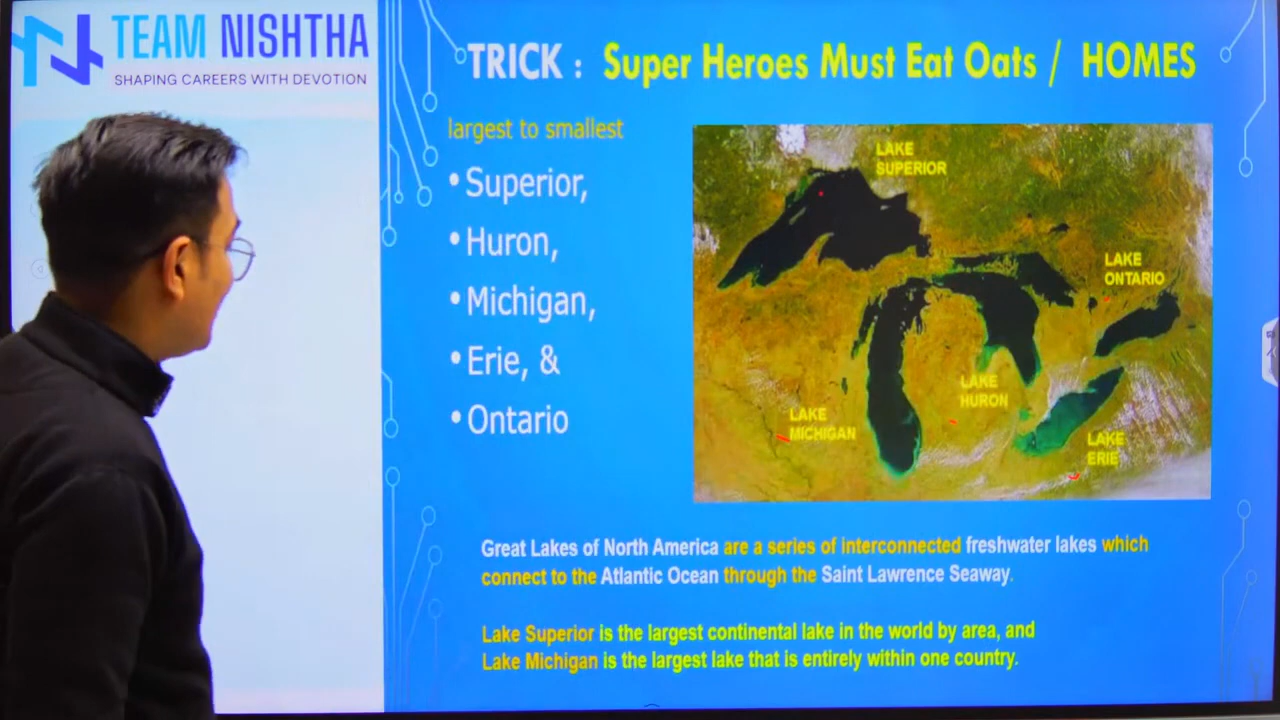 TEAM NISHTHA
SHAPING CAREERS WITH DEVOTION
TRICK : Super Heroes Must Eat Oats / HOMES
largest to smallest
• Superior,
• Huron,
• Michigan,
• Erie, &
• Ontario
LAKE
SUPERIOR
LAKE
ONTARIO
LAKE
HURON
LAKE
MICHIGAN
LAKE
ERIE
Great Lakes of North America are a series of interconnected freshwater lakes which
connect to the Atlantic Ocean through the Saint Lawrence Seaway.
Lake Superior is the largest continental lake in the world by area, and
Lake Michigan is the largest lake that is entirely within one country.